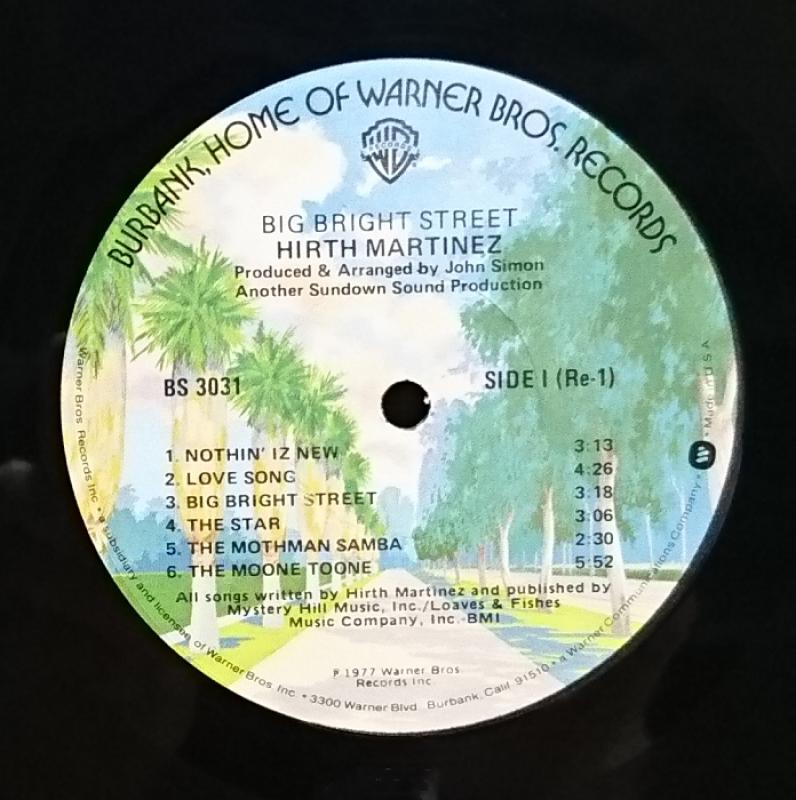 BURBANK, HOME OF WARNER BROS. RECORDS
WB
RECORDS
BIG BRIGHT STREET
HIRTH MARTINEZ
Produced & Arranged by John Simon
Another Sundown Sound Production
BS 3031
SIDE I (Re-1)
1. NOTHIN' IZ NEW 3:13
2. LOVE SONG 4:26
3. BIG BRIGHT STREET 3:18
4. THE STAR 3:06
5. THE MOTHMAN SAMBA 2:30
6. THE MOONE TOONE 5:52
All songs written by Hirth Martinez and published by
Mystery Hill Music, Inc./Loaves & Fishes
Music Company, Inc.-BMI
℗ 1977 Warner Bros.
Records Inc.
Warner Bros. Records Inc. • a subsidiary and licensee of Warner Bros. Inc. • 3300 Warner Blvd. Burbank, Calif. 91510 • a Warner Communications Company • Made in U.S.A.